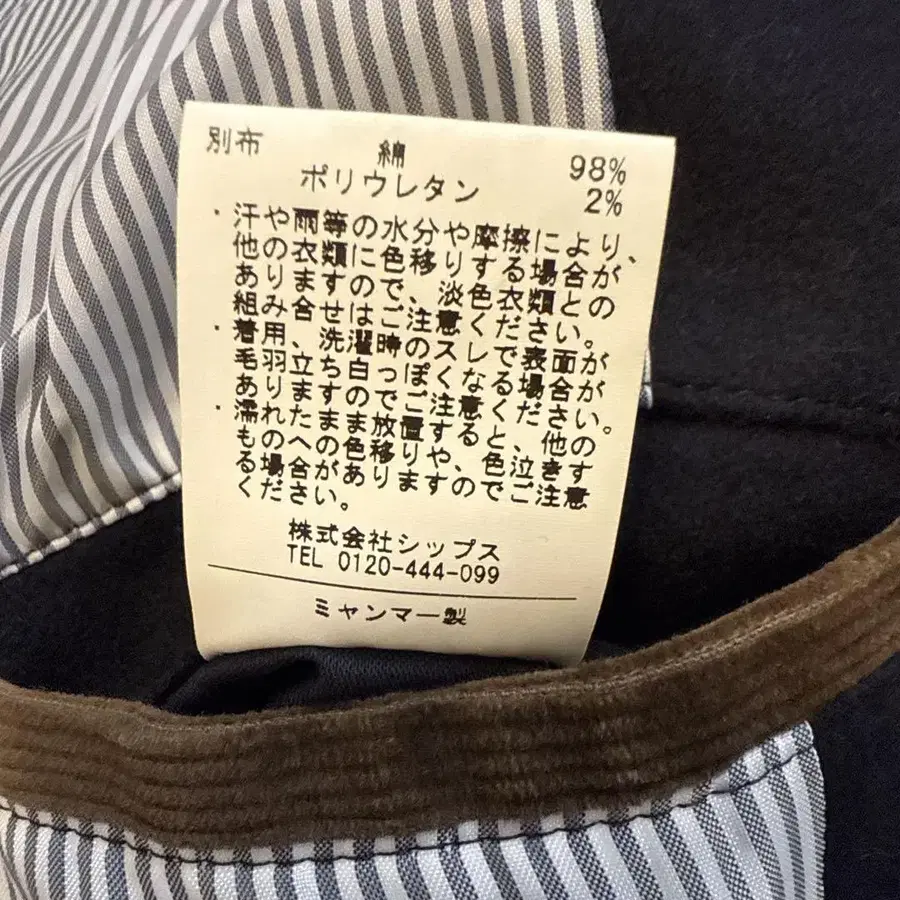 別布 綿 98%
ポリウレタン 2%
・汗や雨等の水分や摩擦により、
他の衣類に色移りする場合が
ありますので、淡色衣類との
組み合せはご注意ください。
・着用、洗濯時のスレで表面が
毛羽立ち白っぽくなる場合が
ありますのでご注意ください。
・濡れたまま放置すると、他の
ものへの色移りや、色泣きす
る場合がありますのでご注意
ください。
株式会社シップス
TEL 0120-444-099
ミャンマー製